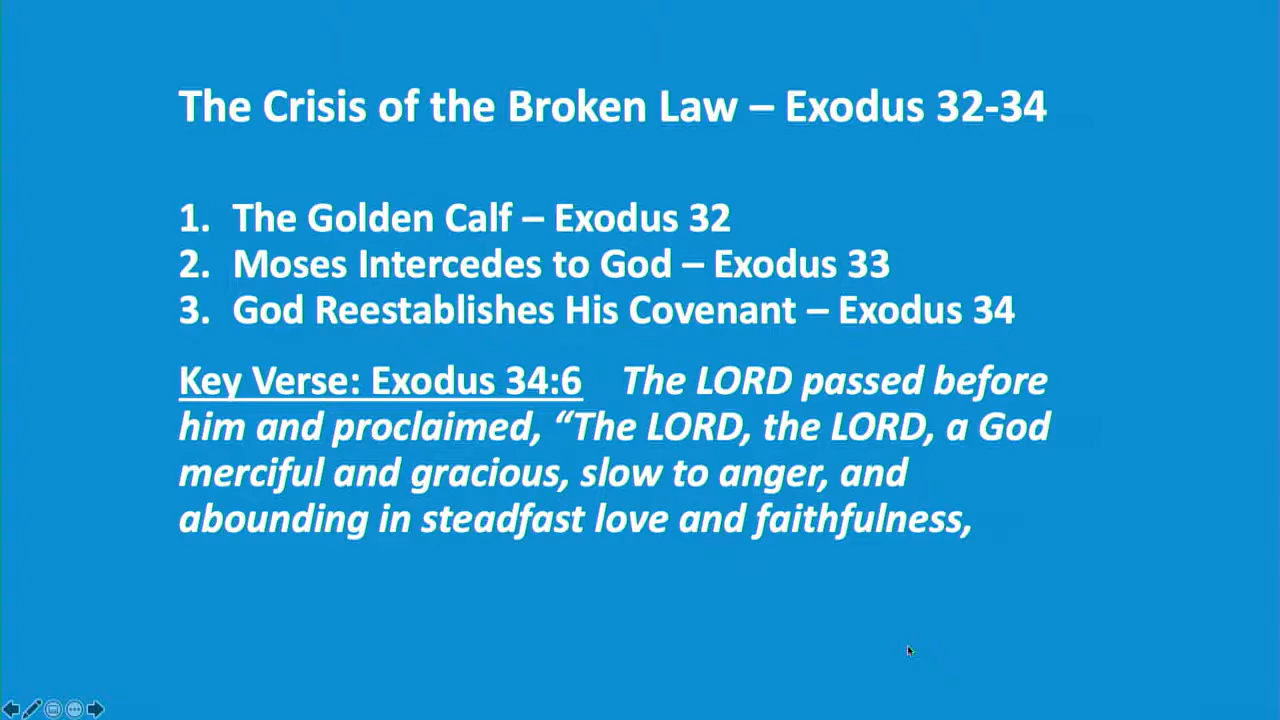 The Crisis of the Broken Law – Exodus 32-34
1. The Golden Calf – Exodus 32
2. Moses Intercedes to God – Exodus 33
3. God Reestablishes His Covenant – Exodus 34
Key Verse: Exodus 34:6 The LORD passed before
him and proclaimed, “The LORD, the LORD, a God
merciful and gracious, slow to anger, and
abounding in steadfast love and faithfulness,